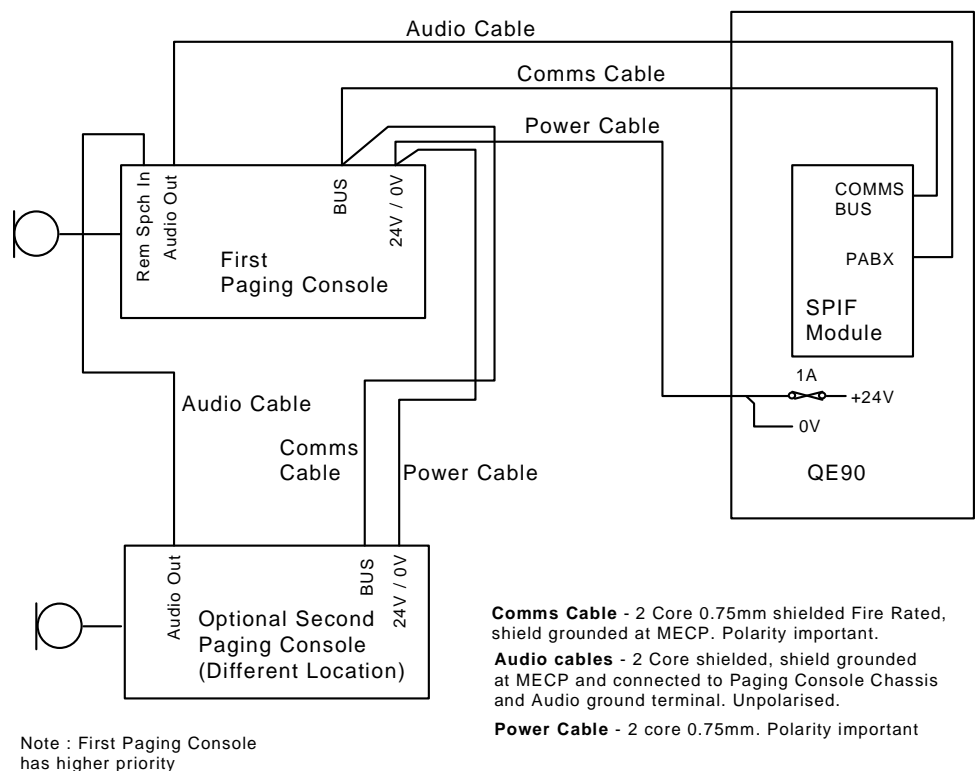 Audio Cable
Comms Cable
Power Cable
Rem Spch In
Audio Out
BUS
24V / 0V
First
Paging Console
COMMS
BUS
PABX
SPIF
Module
1A
+24V
0V
QE90
Audio Cable
Comms
Cable
Power Cable
Audio Out
BUS
24V / 0V
Optional Second
Paging Console
(Different Location)
Comms Cable - 2 Core 0.75mm shielded Fire Rated,
shield grounded at MECP. Polarity important.
Audio cables - 2 Core shielded, shield grounded
at MECP and connected to Paging Console Chassis
and Audio ground terminal. Unpolarised.
Power Cable - 2 core 0.75mm. Polarity important
Note : First Paging Console
has higher priority